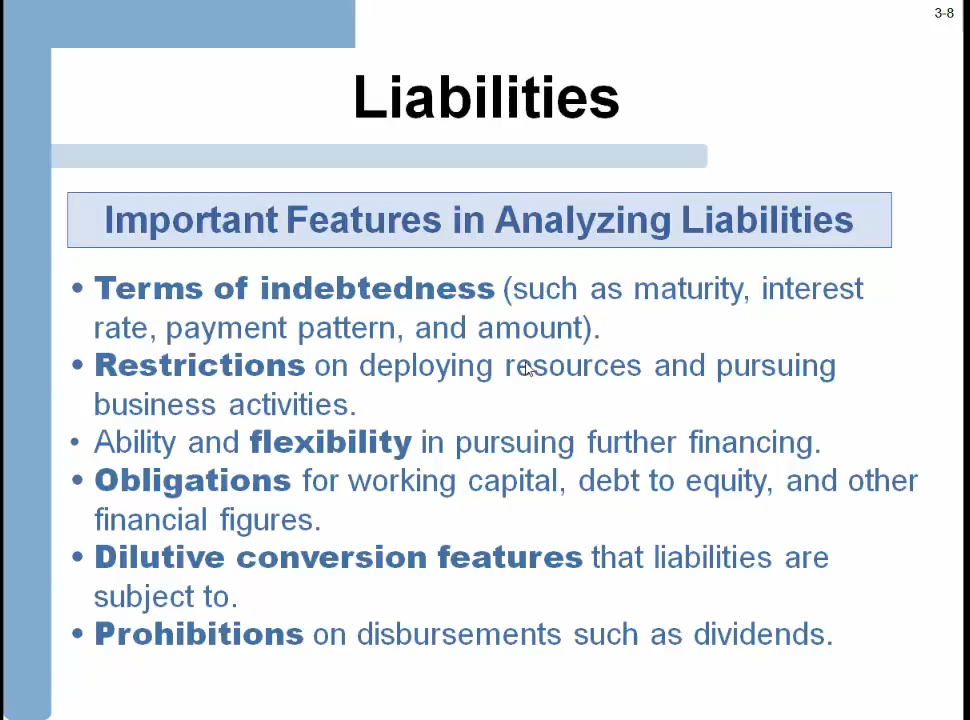 3-8
Liabilities
Important Features in Analyzing Liabilities
• Terms of indebtedness (such as maturity, interest
rate, payment pattern, and amount).
• Restrictions on deploying resources and pursuing
business activities.
• Ability and flexibility in pursuing further financing.
• Obligations for working capital, debt to equity, and other
financial figures.
• Dilutive conversion features that liabilities are
subject to.
• Prohibitions on disbursements such as dividends.